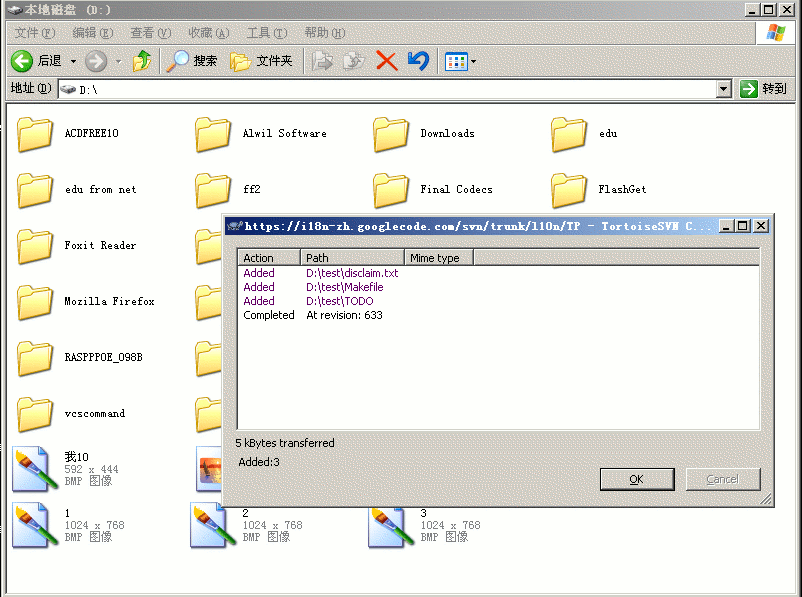 本地磁盘 (D:)
文件(F) 编辑(E) 查看(V) 收藏(A) 工具(T) 帮助(H)
后退 搜索 文件夹
地址(D) D:\ 转到
ACDFREE10 Alwil Software Downloads edu
edu from net ff2 Final Codecs FlashGet
Foxit Reader
Mozilla Firefox
RASPPPOE_098B
vcscommand
我10
592 x 444
BMP 图像
1 2 3
1024 x 768 1024 x 768 1024 x 768
BMP 图像 BMP 图像 BMP 图像
https://i18n-zh.googlecode.com/svn/trunk/l10n/TP - TortoiseSVN C...
Action Path Mime type
Added D:\test\disclaim.txt
Added D:\test\Makefile
Added D:\test\TODO
Completed At revision: 633
5 kBytes transferred
Added:3
OK Cancel